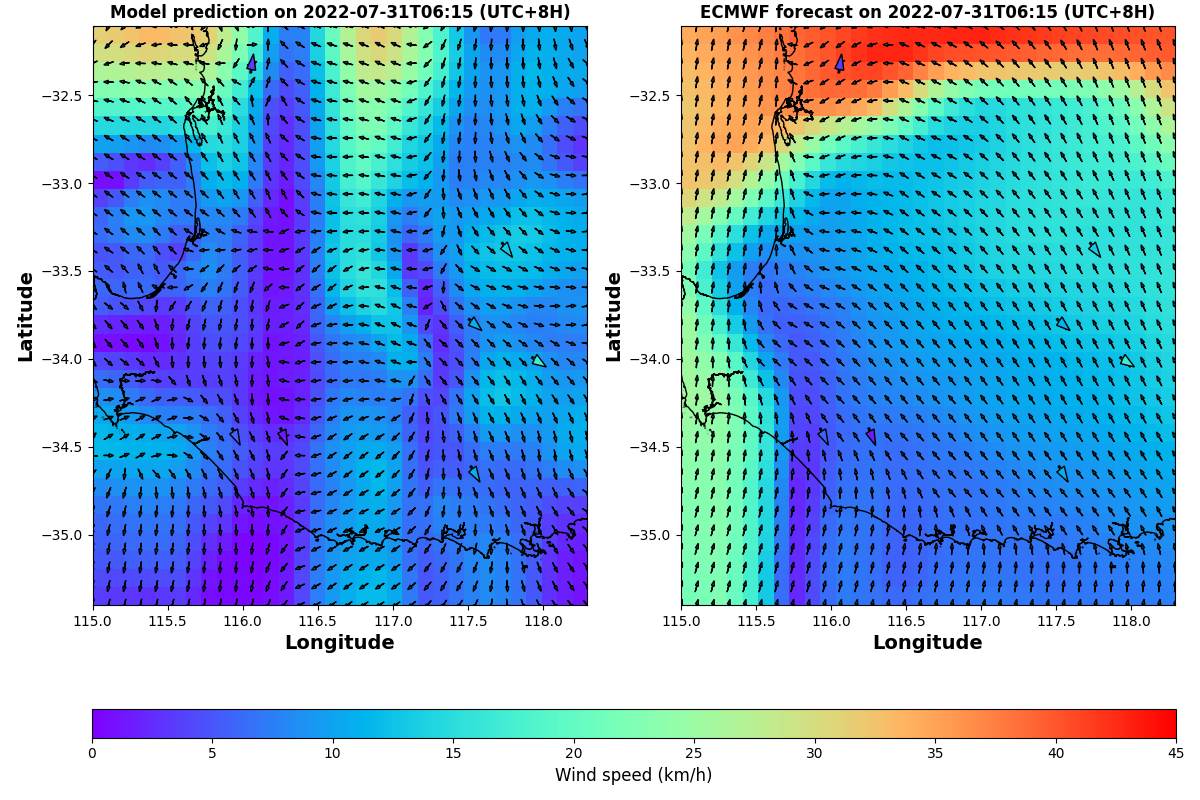 Model prediction on 2022-07-31T06:15 (UTC+8H) ECMWF forecast on 2022-07-31T06:15 (UTC+8H)
−32.5 −32.5
−33.0 −33.0
−33.5 −33.5
Latitude Latitude
−34.0 −34.0
−34.5 −34.5
−35.0 −35.0
115.0 115.5 116.0 116.5 117.0 117.5 118.0 115.0 115.5 116.0 116.5 117.0 117.5 118.0
Longitude Longitude
0 5 10 15 20 25 30 35 40 45
Wind speed (km/h)